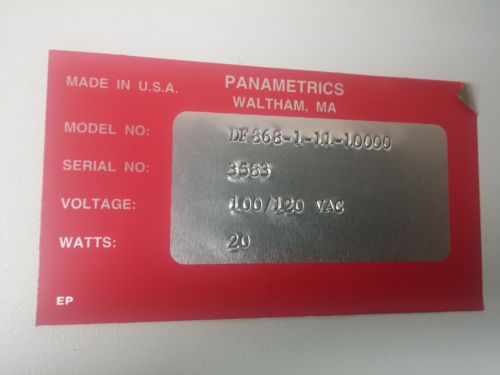 MADE IN U.S.A. PANAMETRICS
WALTHAM, MA
MODEL NO: DF868-1-11-10000
SERIAL NO: 3583
VOLTAGE: 100/120 VAC
WATTS: 20
EP